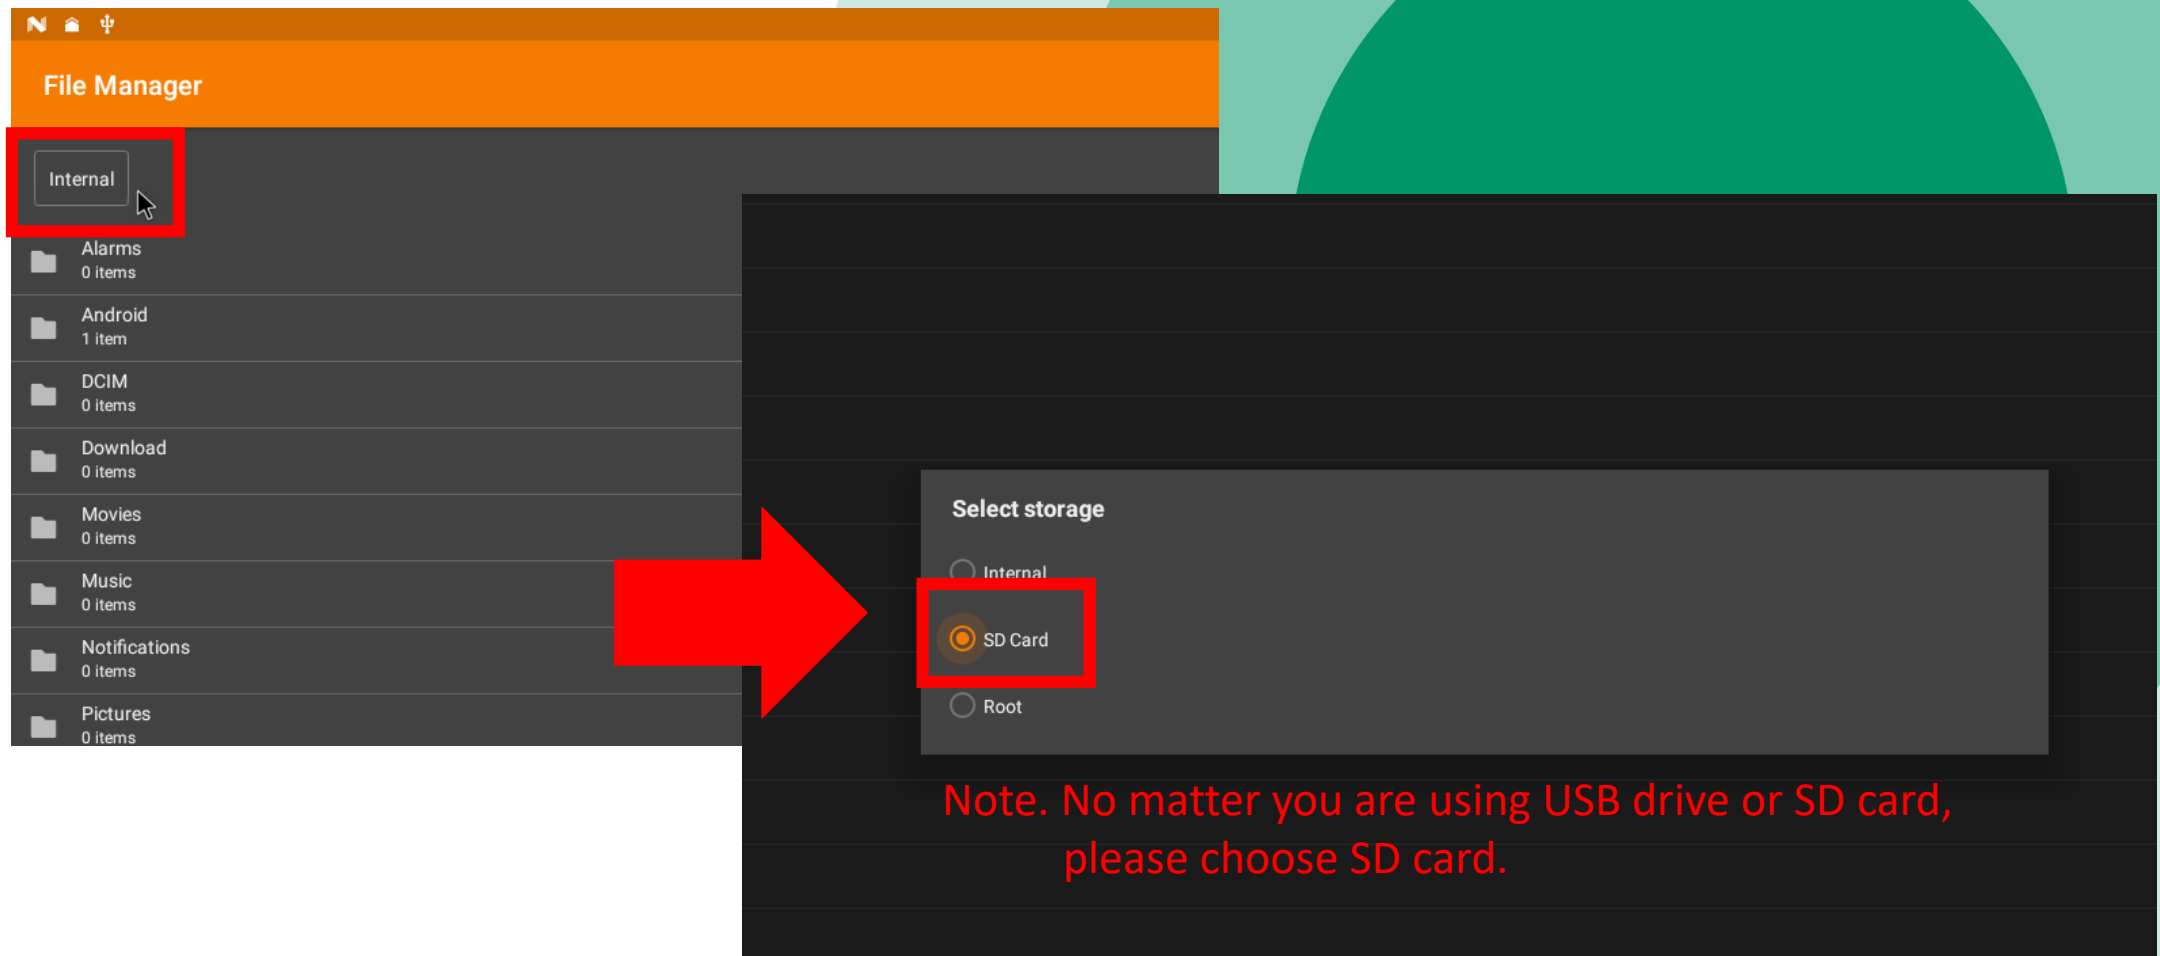 File Manager
Internal
Alarms
0 items
Android
1 item
DCIM
0 items
Download
0 items
Movies
0 items
Music
0 items
Notifications
0 items
Pictures
0 items
Select storage
Internal
SD Card
Root
Note. No matter you are using USB drive or SD card,
please choose SD card.